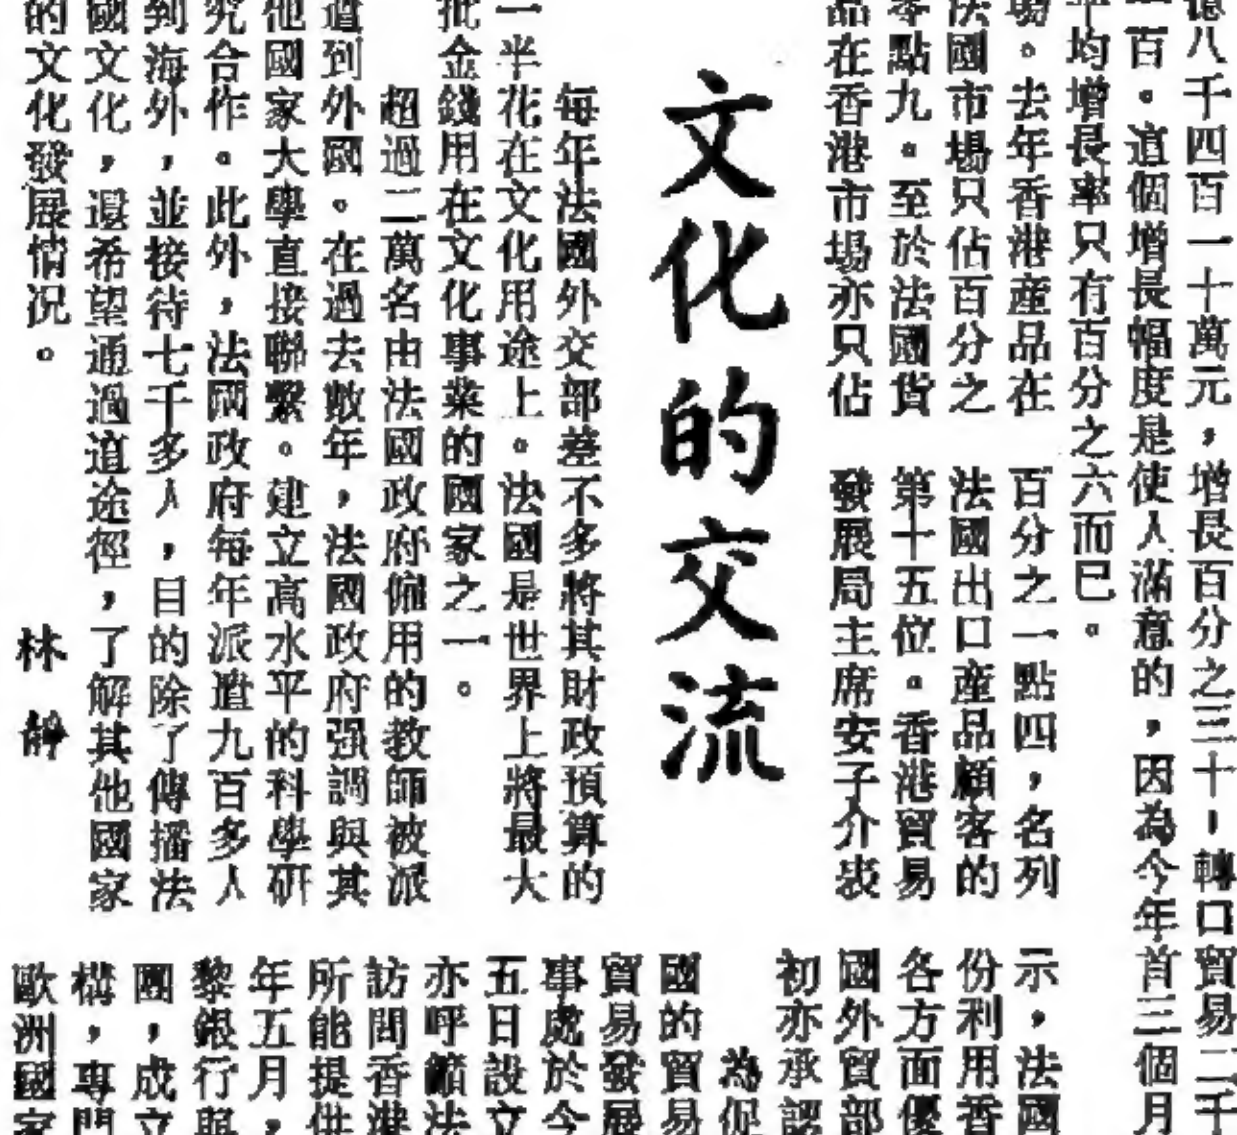 億八千四百一十萬元，增長百分之三十，轉口貿易二千
一百。這個增長幅度是使人滿意的，因為今年首三個月
平均增長率只有百分之六而巳。
場。去年香港産品在
法國市場只佔百分之
零點九。至於法國貨
品在香港市場亦只佔
百分之一點四，名列
法國出口産品顧客的
第十五位。香港貿易
發展局主席安子介表
示，法國
份利用香
各方面優
國外貿部
初亦承認
為促
國的貿易
貿易發展
事處於今
五日設立
亦呼籲法
訪問香港
所能提供
年五月，
黎銀行與
團，成立
構，專門
歐洲國家
文化的交流
每年法國外交部差不多將其財政預算的
一半花在文化用途上。法國是世界上將最大
批金錢用在文化事業的國家之一。
超過二萬名由法國政府僱用的教師被派
遣到外國。在過去數年，法國政府强調與其
他國家大學直接聯繫。建立高水平的科學研
究合作。此外，法國政府每年派遣九百多人
到海外，並接待七千多人，目的除了傳播法
國文化，還希望通過這途徑，了解其他國家
的文化發展情况。
林靜